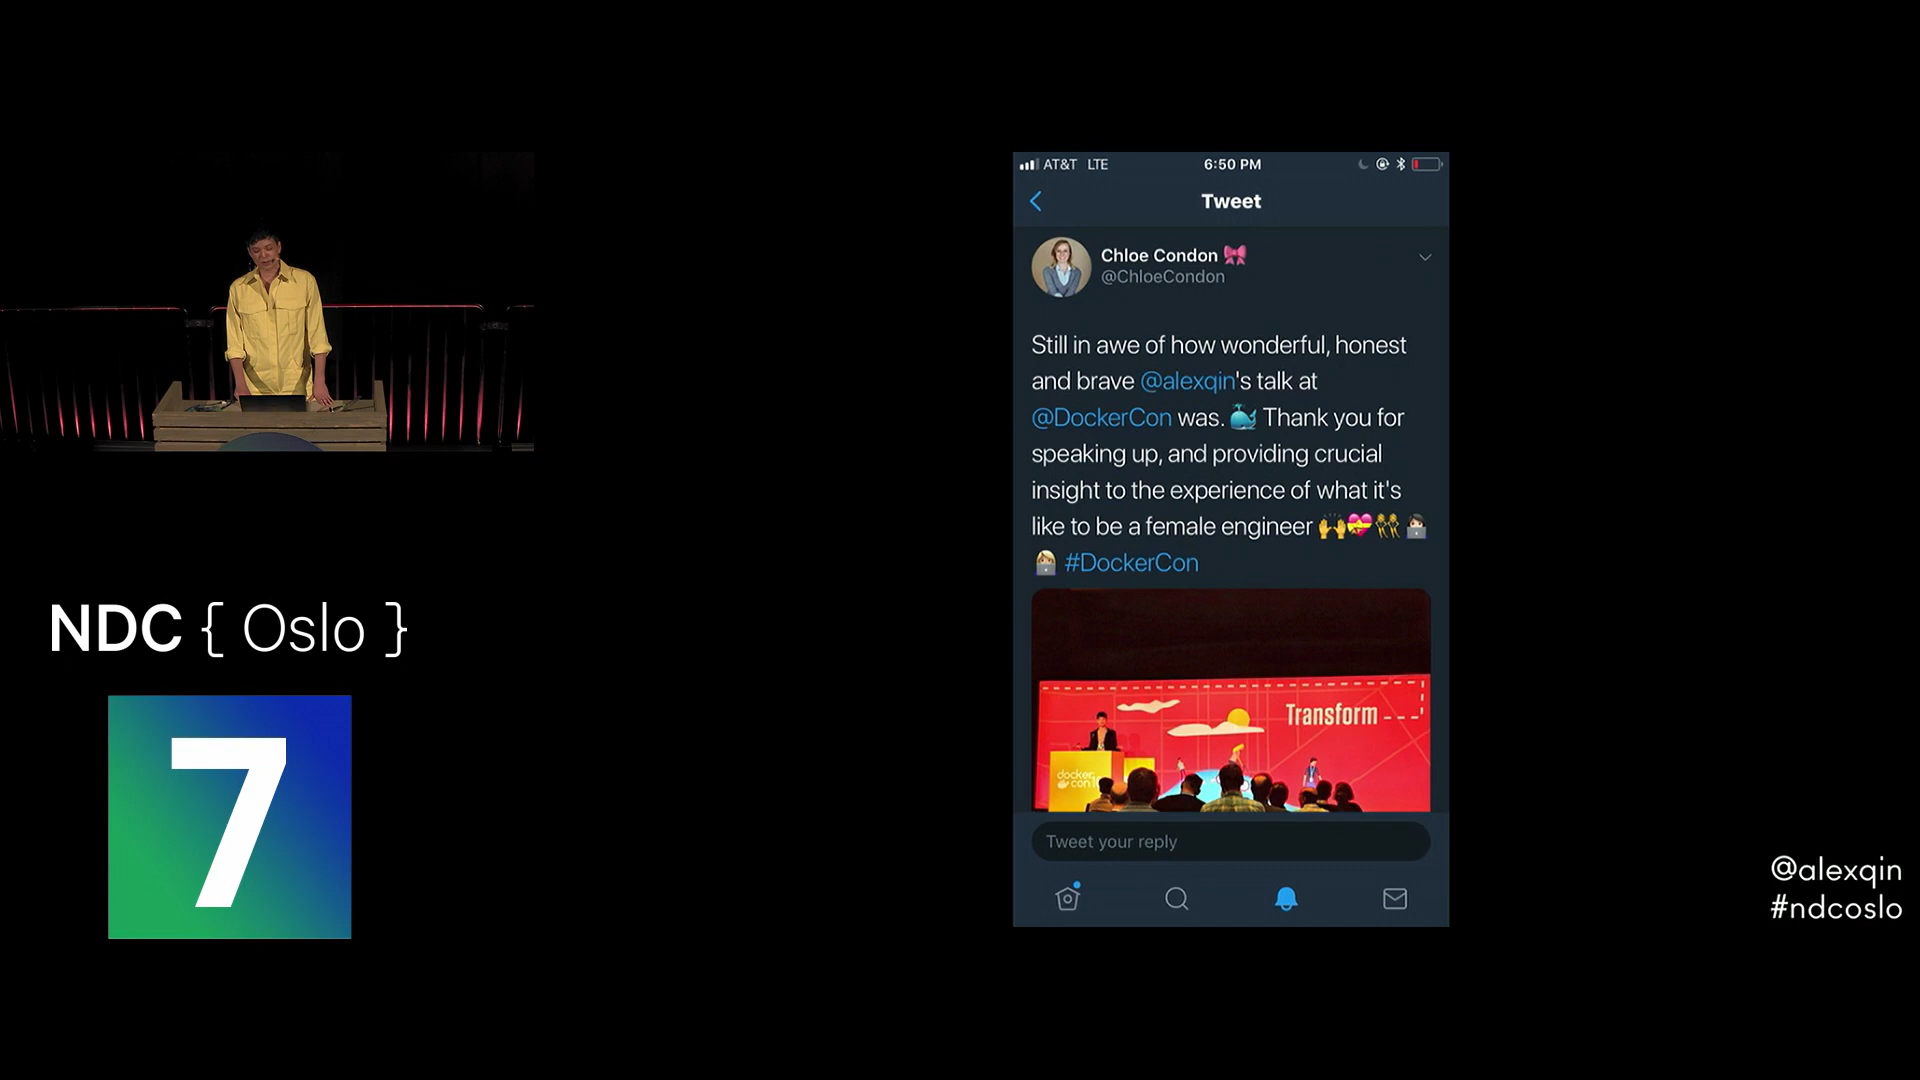 AT&T LTE 6:50 PM
Tweet
Chloe Condon 🎀
@ChloeCondon
Still in awe of how wonderful, honest
and brave @alexqin's talk at
@DockerCon was. 🐳 Thank you for
speaking up, and providing crucial
insight to the experience of what it's
like to be a female engineer 🙌💝👯👩🏻‍💻
👩🏼‍💻 #DockerCon
Transform
docker
con
Tweet your reply
NDC { Oslo }
7
@alexqin
#ndcoslo